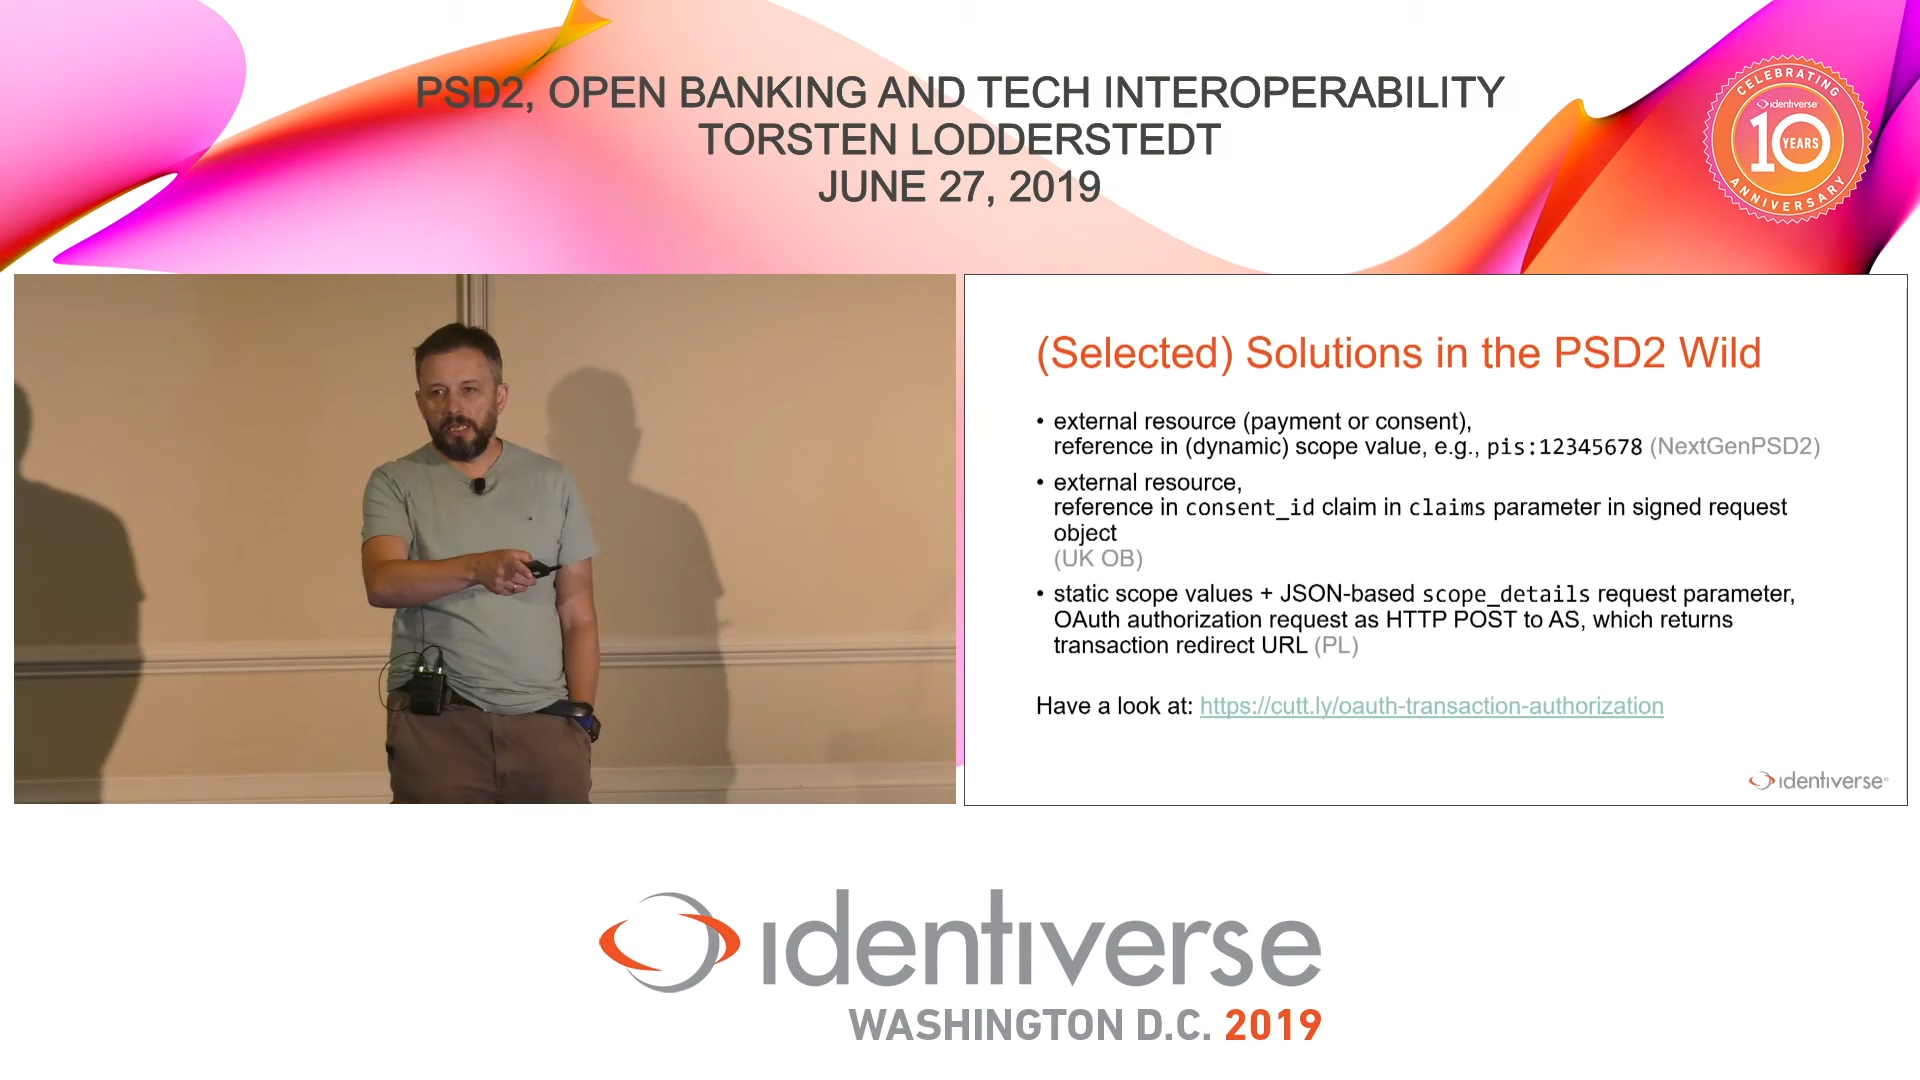 PSD2, OPEN BANKING AND TECH INTEROPERABILITY
TORSTEN LODDERSTEDT
JUNE 27, 2019
CELEBRATING
identiverse
10
YEARS
ANNIVERSARY
(Selected) Solutions in the PSD2 Wild
• external resource (payment or consent),
reference in (dynamic) scope value, e.g., pis:12345678 (NextGenPSD2)
• external resource,
reference in consent_id claim in claims parameter in signed request
object
(UK OB)
• static scope values + JSON-based scope_details request parameter,
OAuth authorization request as HTTP POST to AS, which returns
transaction redirect URL (PL)
Have a look at: https://cutt.ly/oauth-transaction-authorization
identiverse
identiverse
WASHINGTON D.C. 2019